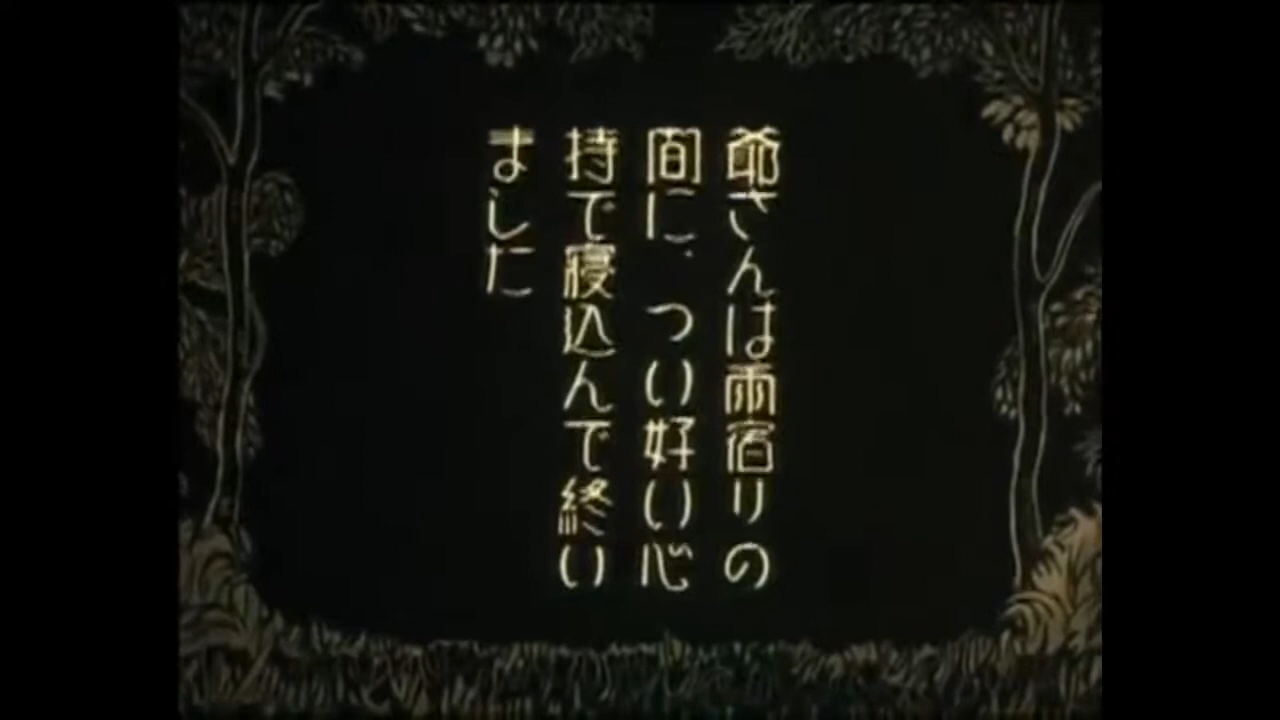 爺さんは雨宿りの
間に、つい好い心
持で寝込んで終い
ました